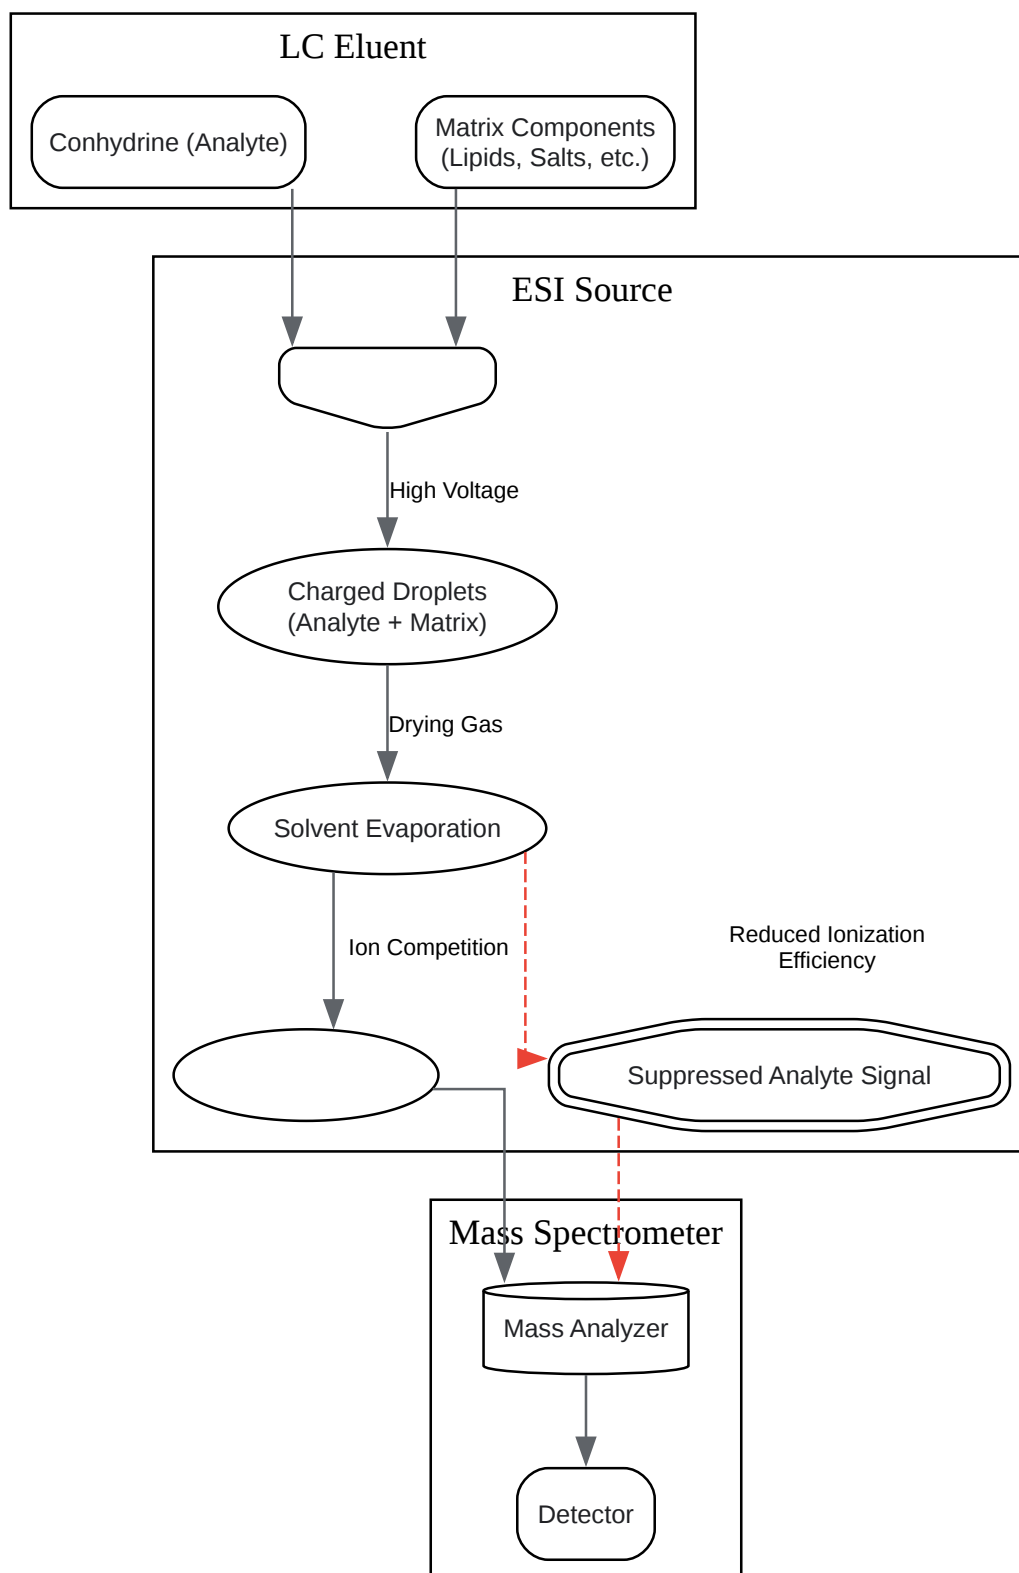 LC Eluent
Conhydrine (Analyte)
Matrix Components
(Lipids, Salts, etc.)
ESI Source
High Voltage
Charged Droplets
(Analyte + Matrix)
Drying Gas
Solvent Evaporation
Ion Competition
Reduced Ionization
Efficiency
Suppressed Analyte Signal
Mass Spectrometer
Mass Analyzer
Detector